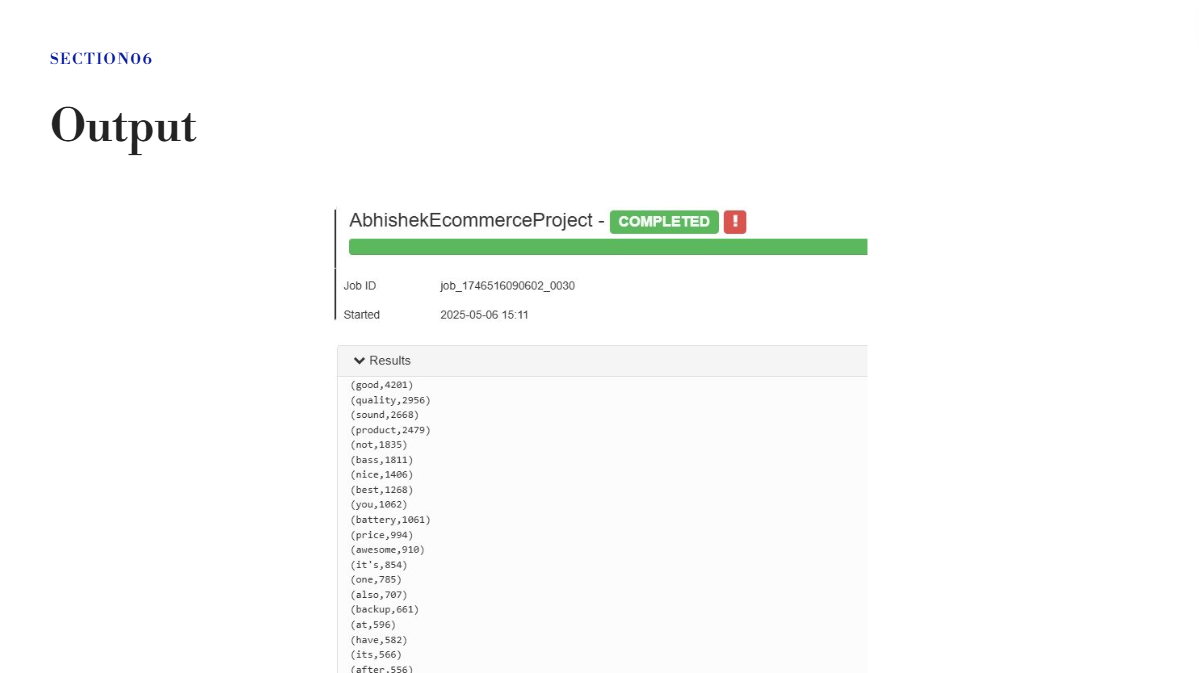 SECTION06
Output
AbhishekEcommerceProject - COMPLETED !
Job ID job_1746516090602_0030
Started 2025-05-06 15:11
Results
(good,4201)
(quality,2956)
(sound,2668)
(product,2479)
(not,1835)
(bass,1811)
(nice,1406)
(best,1268)
(you,1062)
(battery,1061)
(price,994)
(awesome,910)
(it's,854)
(one,785)
(also,707)
(backup,661)
(at,596)
(have,582)
(its,566)
(after,556)